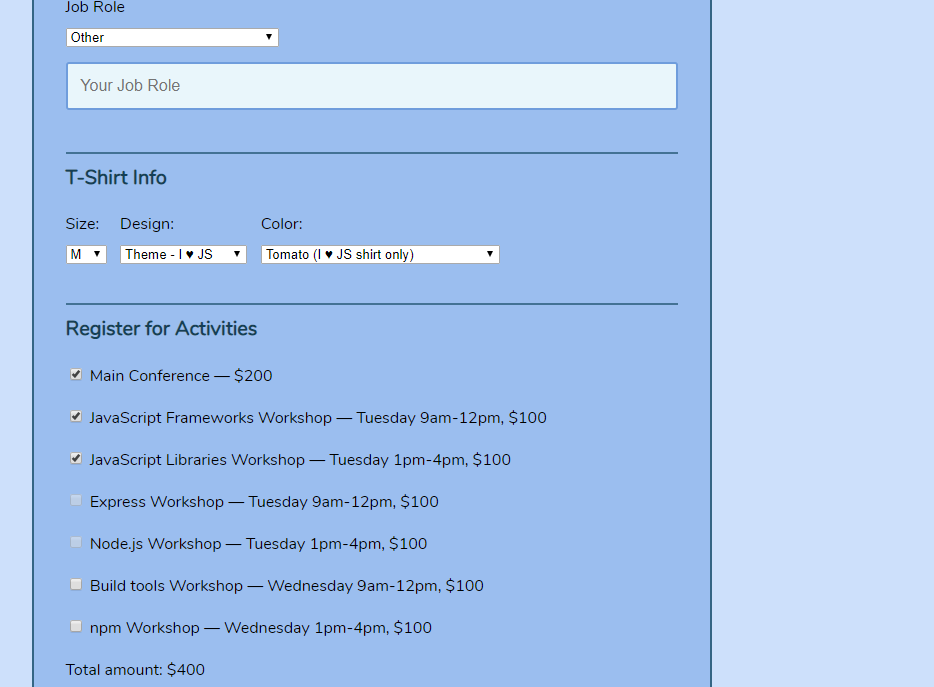 Job Role
Other
Your Job Role
T-Shirt Info
Size: Design: Color:
M Theme - I ♥ JS Tomato (I ♥ JS shirt only)
Register for Activities
Main Conference — $200
JavaScript Frameworks Workshop — Tuesday 9am-12pm, $100
JavaScript Libraries Workshop — Tuesday 1pm-4pm, $100
Express Workshop — Tuesday 9am-12pm, $100
Node.js Workshop — Tuesday 1pm-4pm, $100
Build tools Workshop — Wednesday 9am-12pm, $100
npm Workshop — Wednesday 1pm-4pm, $100
Total amount: $400